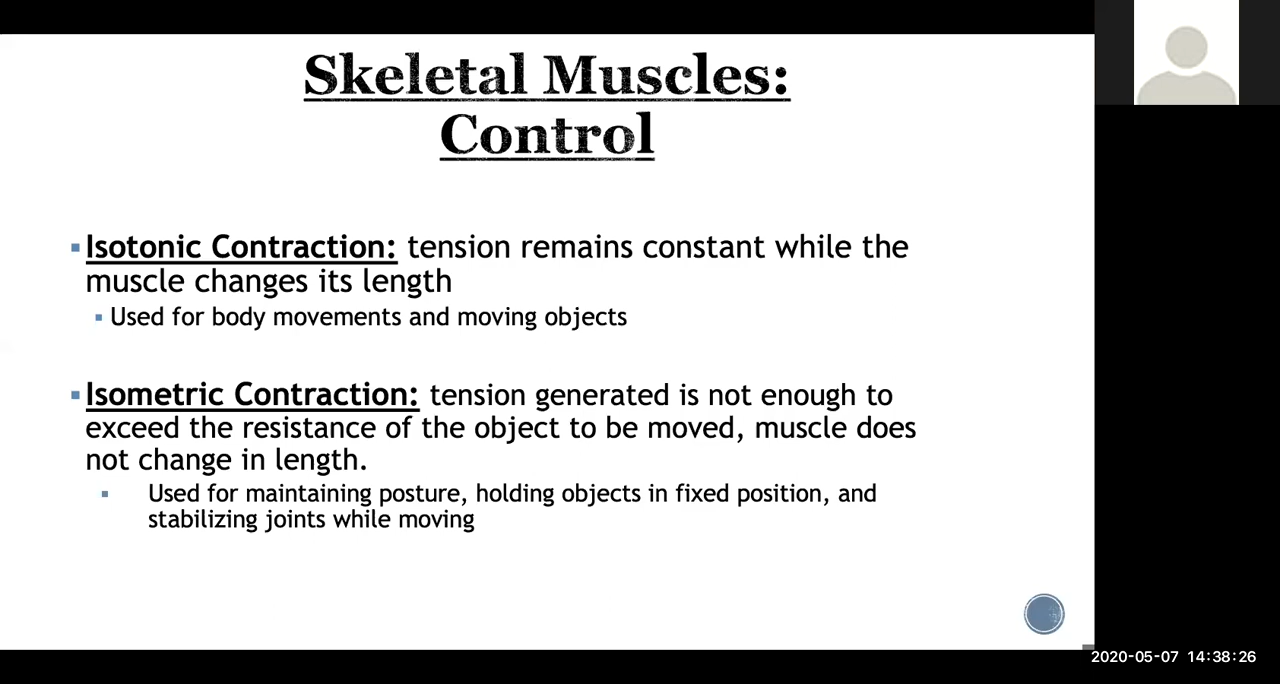 Skeletal Muscles:
Control
▪Isotonic Contraction: tension remains constant while the
muscle changes its length
▪ Used for body movements and moving objects
▪Isometric Contraction: tension generated is not enough to
exceed the resistance of the object to be moved, muscle does
not change in length.
▪ Used for maintaining posture, holding objects in fixed position, and
stabilizing joints while moving
2020-05-07 14:38:26